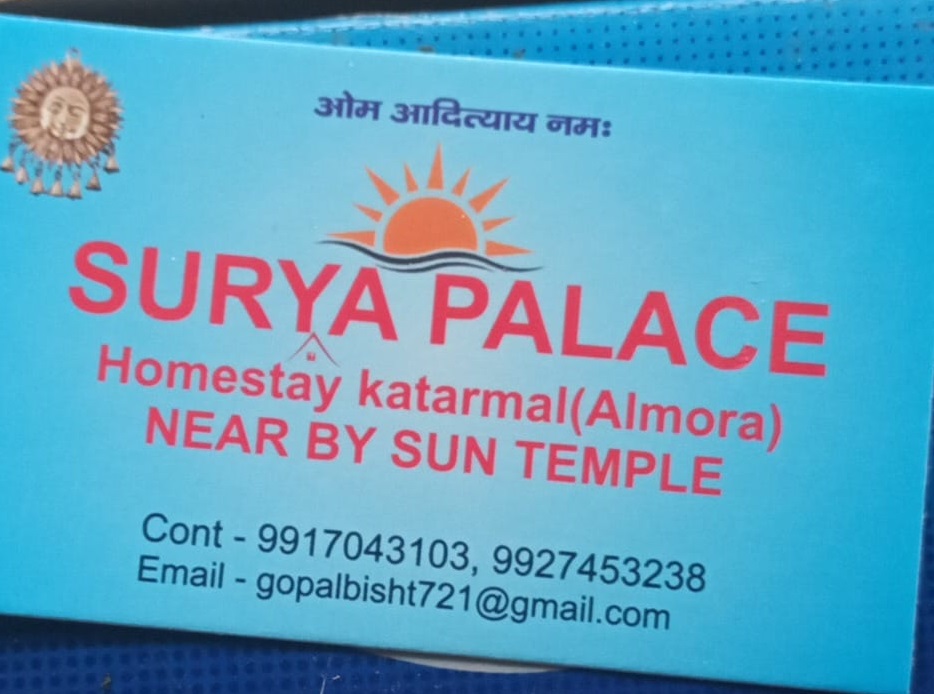 ओम आदित्याय नमः
SURYA PALACE
Homestay katarmal(Almora)
NEAR BY SUN TEMPLE
Cont - 9917043103, 9927453238
Email - gopalbisht721@gmail.com